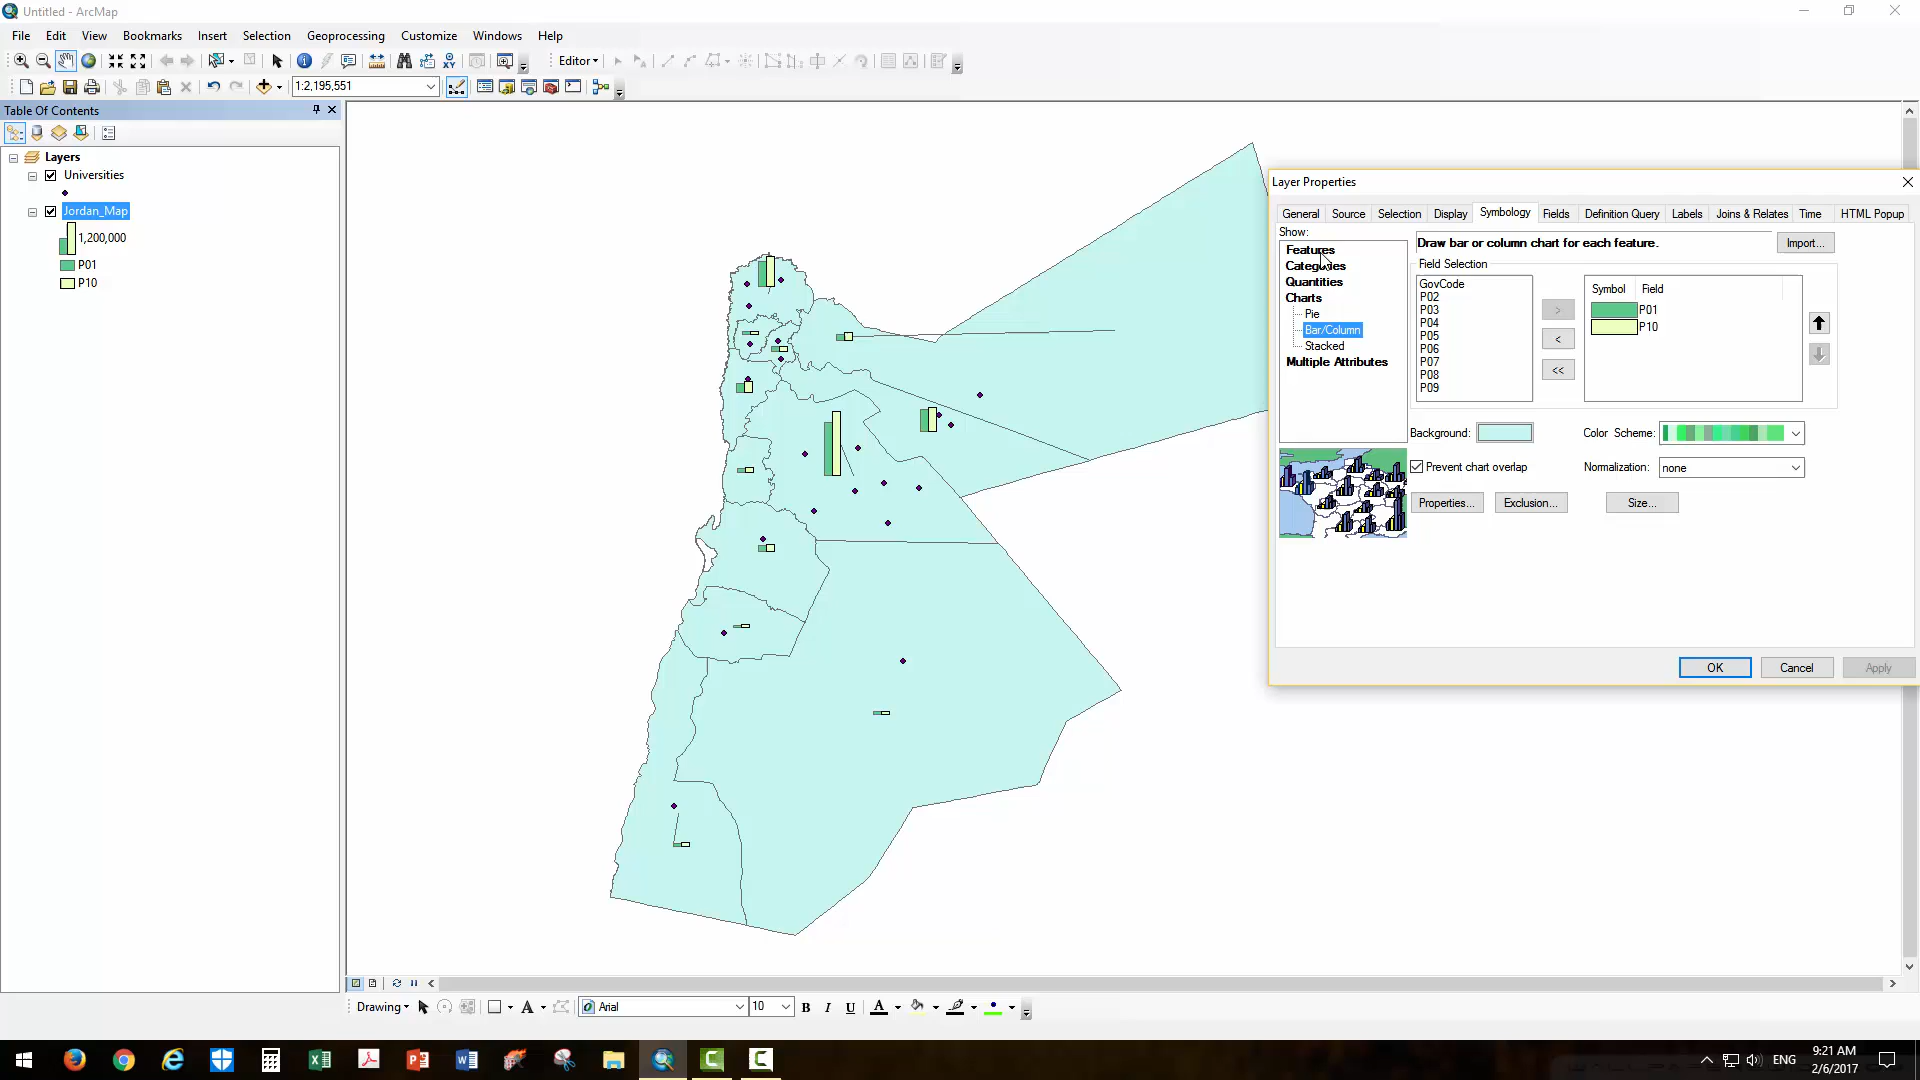 Untitled - ArcMap
File Edit View Bookmarks Insert Selection Geoprocessing Customize Windows Help
Editor
1:2,195,551
Table Of Contents
Layers
Universities
Jordan_Map
1,200,000
P01
P10
Layer Properties
General Source Selection Display Symbology Fields Definition Query Labels Joins & Relates Time HTML Popup
Show:
Features
Categories
Quantities
Charts
Pie
Bar/Column
Stacked
Multiple Attributes
Draw bar or column chart for each feature.
Import...
Field Selection
GovCode
P02
P03
P04
P05
P06
P07
P08
P09
>
<
<<
Symbol Field
P01
P10
Background:
Color Scheme:
Prevent chart overlap
Normalization: none
Properties... Exclusion... Size...
OK Cancel Apply
Drawing A Arial 10 B I U A
ENG
9:21 AM
2/6/2017